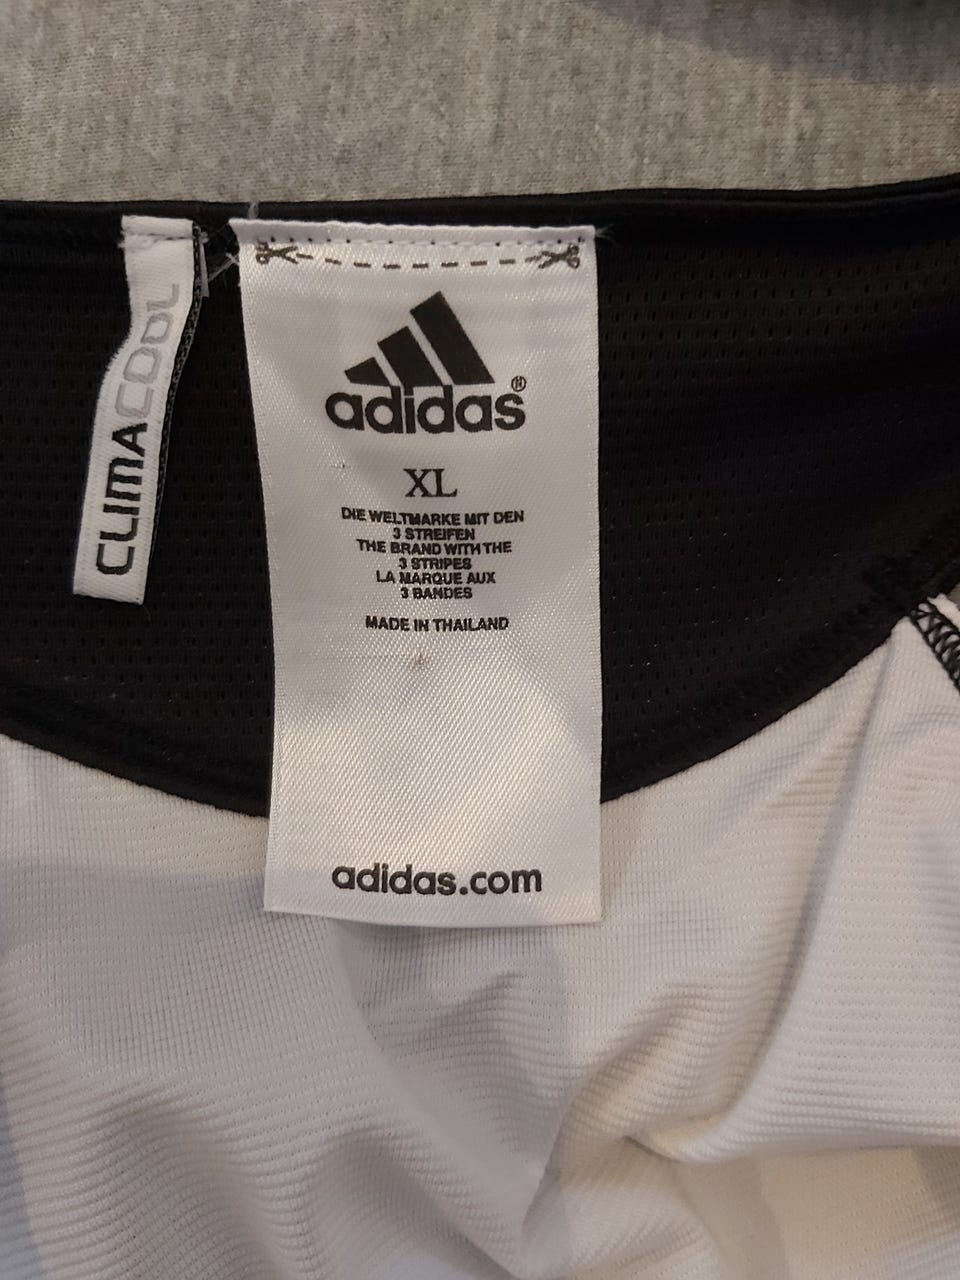 CLIMACOOL
adidas®
XL
DIE WELTMARKE MIT DEN
3 STREIFEN
THE BRAND WITH THE
3 STRIPES
LA MARQUE AUX
3 BANDES
MADE IN THAILAND
adidas.com